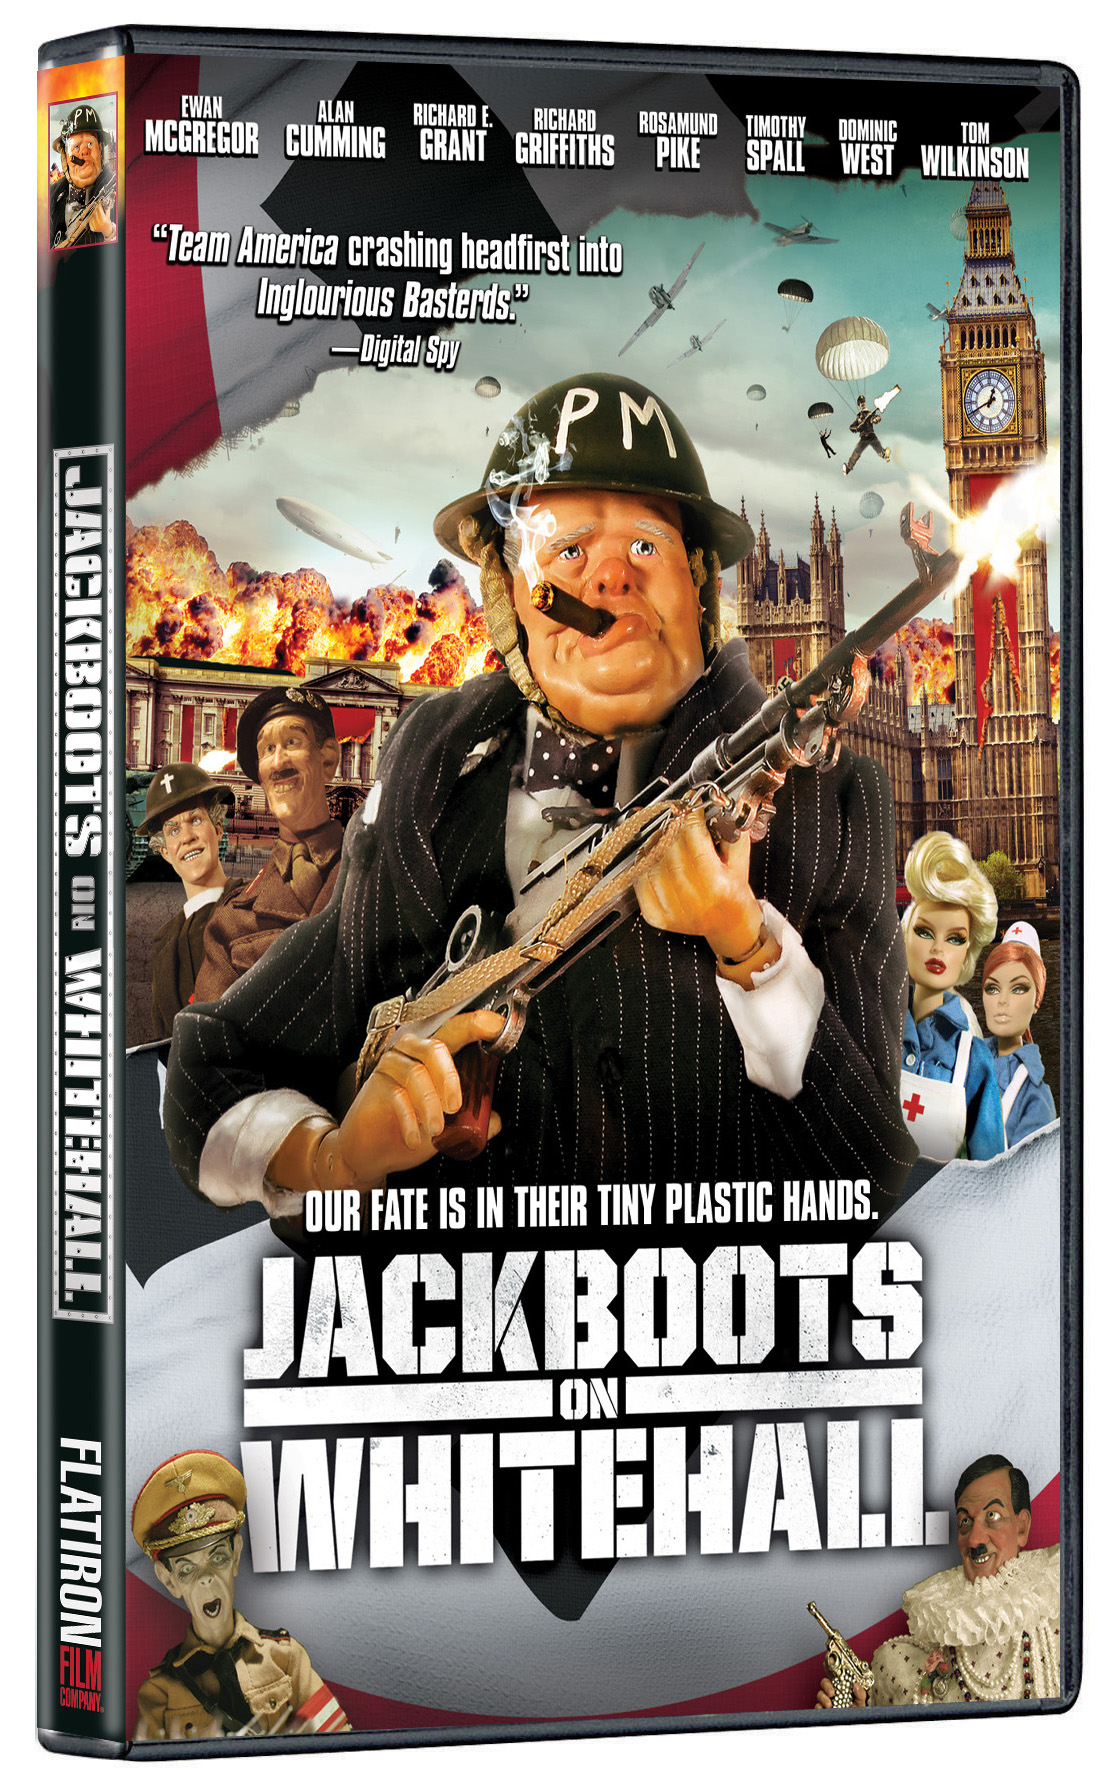 EWAN
MCGREGOR
ALAN
CUMMING
RICHARD E.
GRANT
RICHARD
GRIFFITHS
ROSAMUND
PIKE
TIMOTHY
SPALL
DOMINIC
WEST
TOM
WILKINSON
“Team America crashing headfirst into
Inglourious Basterds.”
—Digital Spy
PM
OUR FATE IS IN THEIR TINY PLASTIC HANDS.
JACKBOOTS
ON
WHITEHALL
PM
JACKBOOTS ON WHITEHALL
FLATIRON
FILM
COMPANY